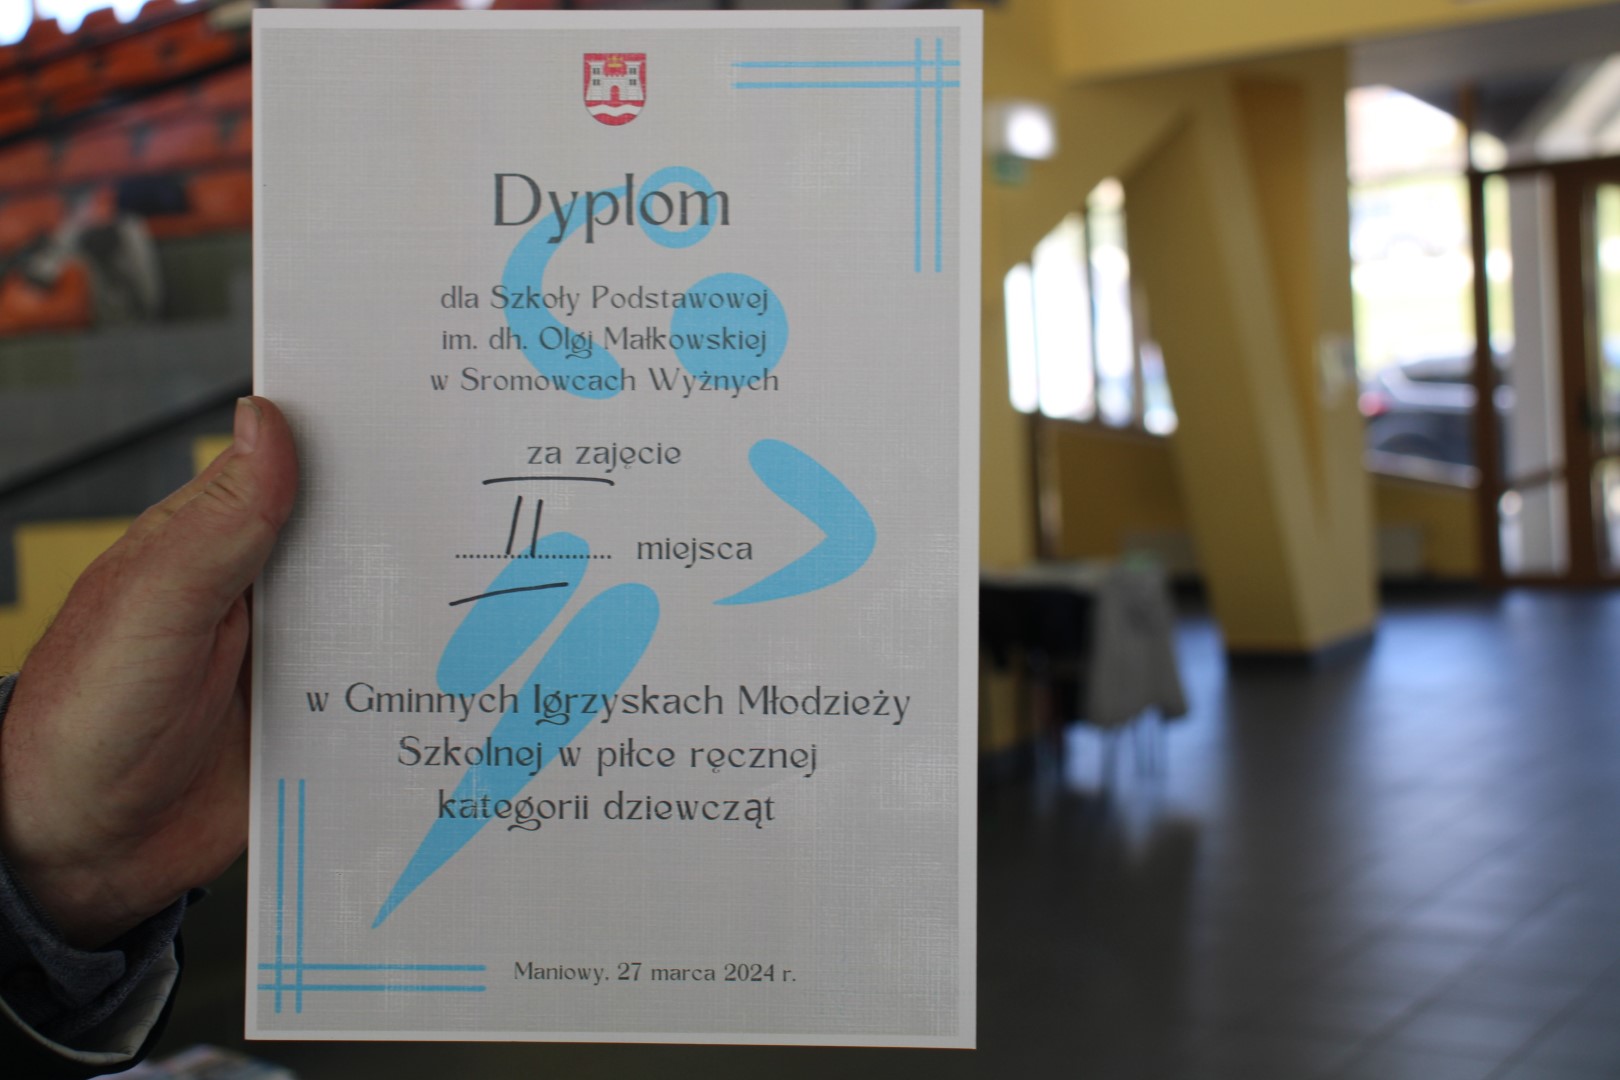 Dyplom
dla Szkoły Podstawowej
im. dh. Olgi Małkowskiej
w Sromowcach Wyżnych
za zajęcie
II miejsca
w Gminnych Igrzyskach Młodzieży
Szkolnej w piłce ręcznej
kategorii dziewcząt
Maniowy, 27 marca 2024 r.